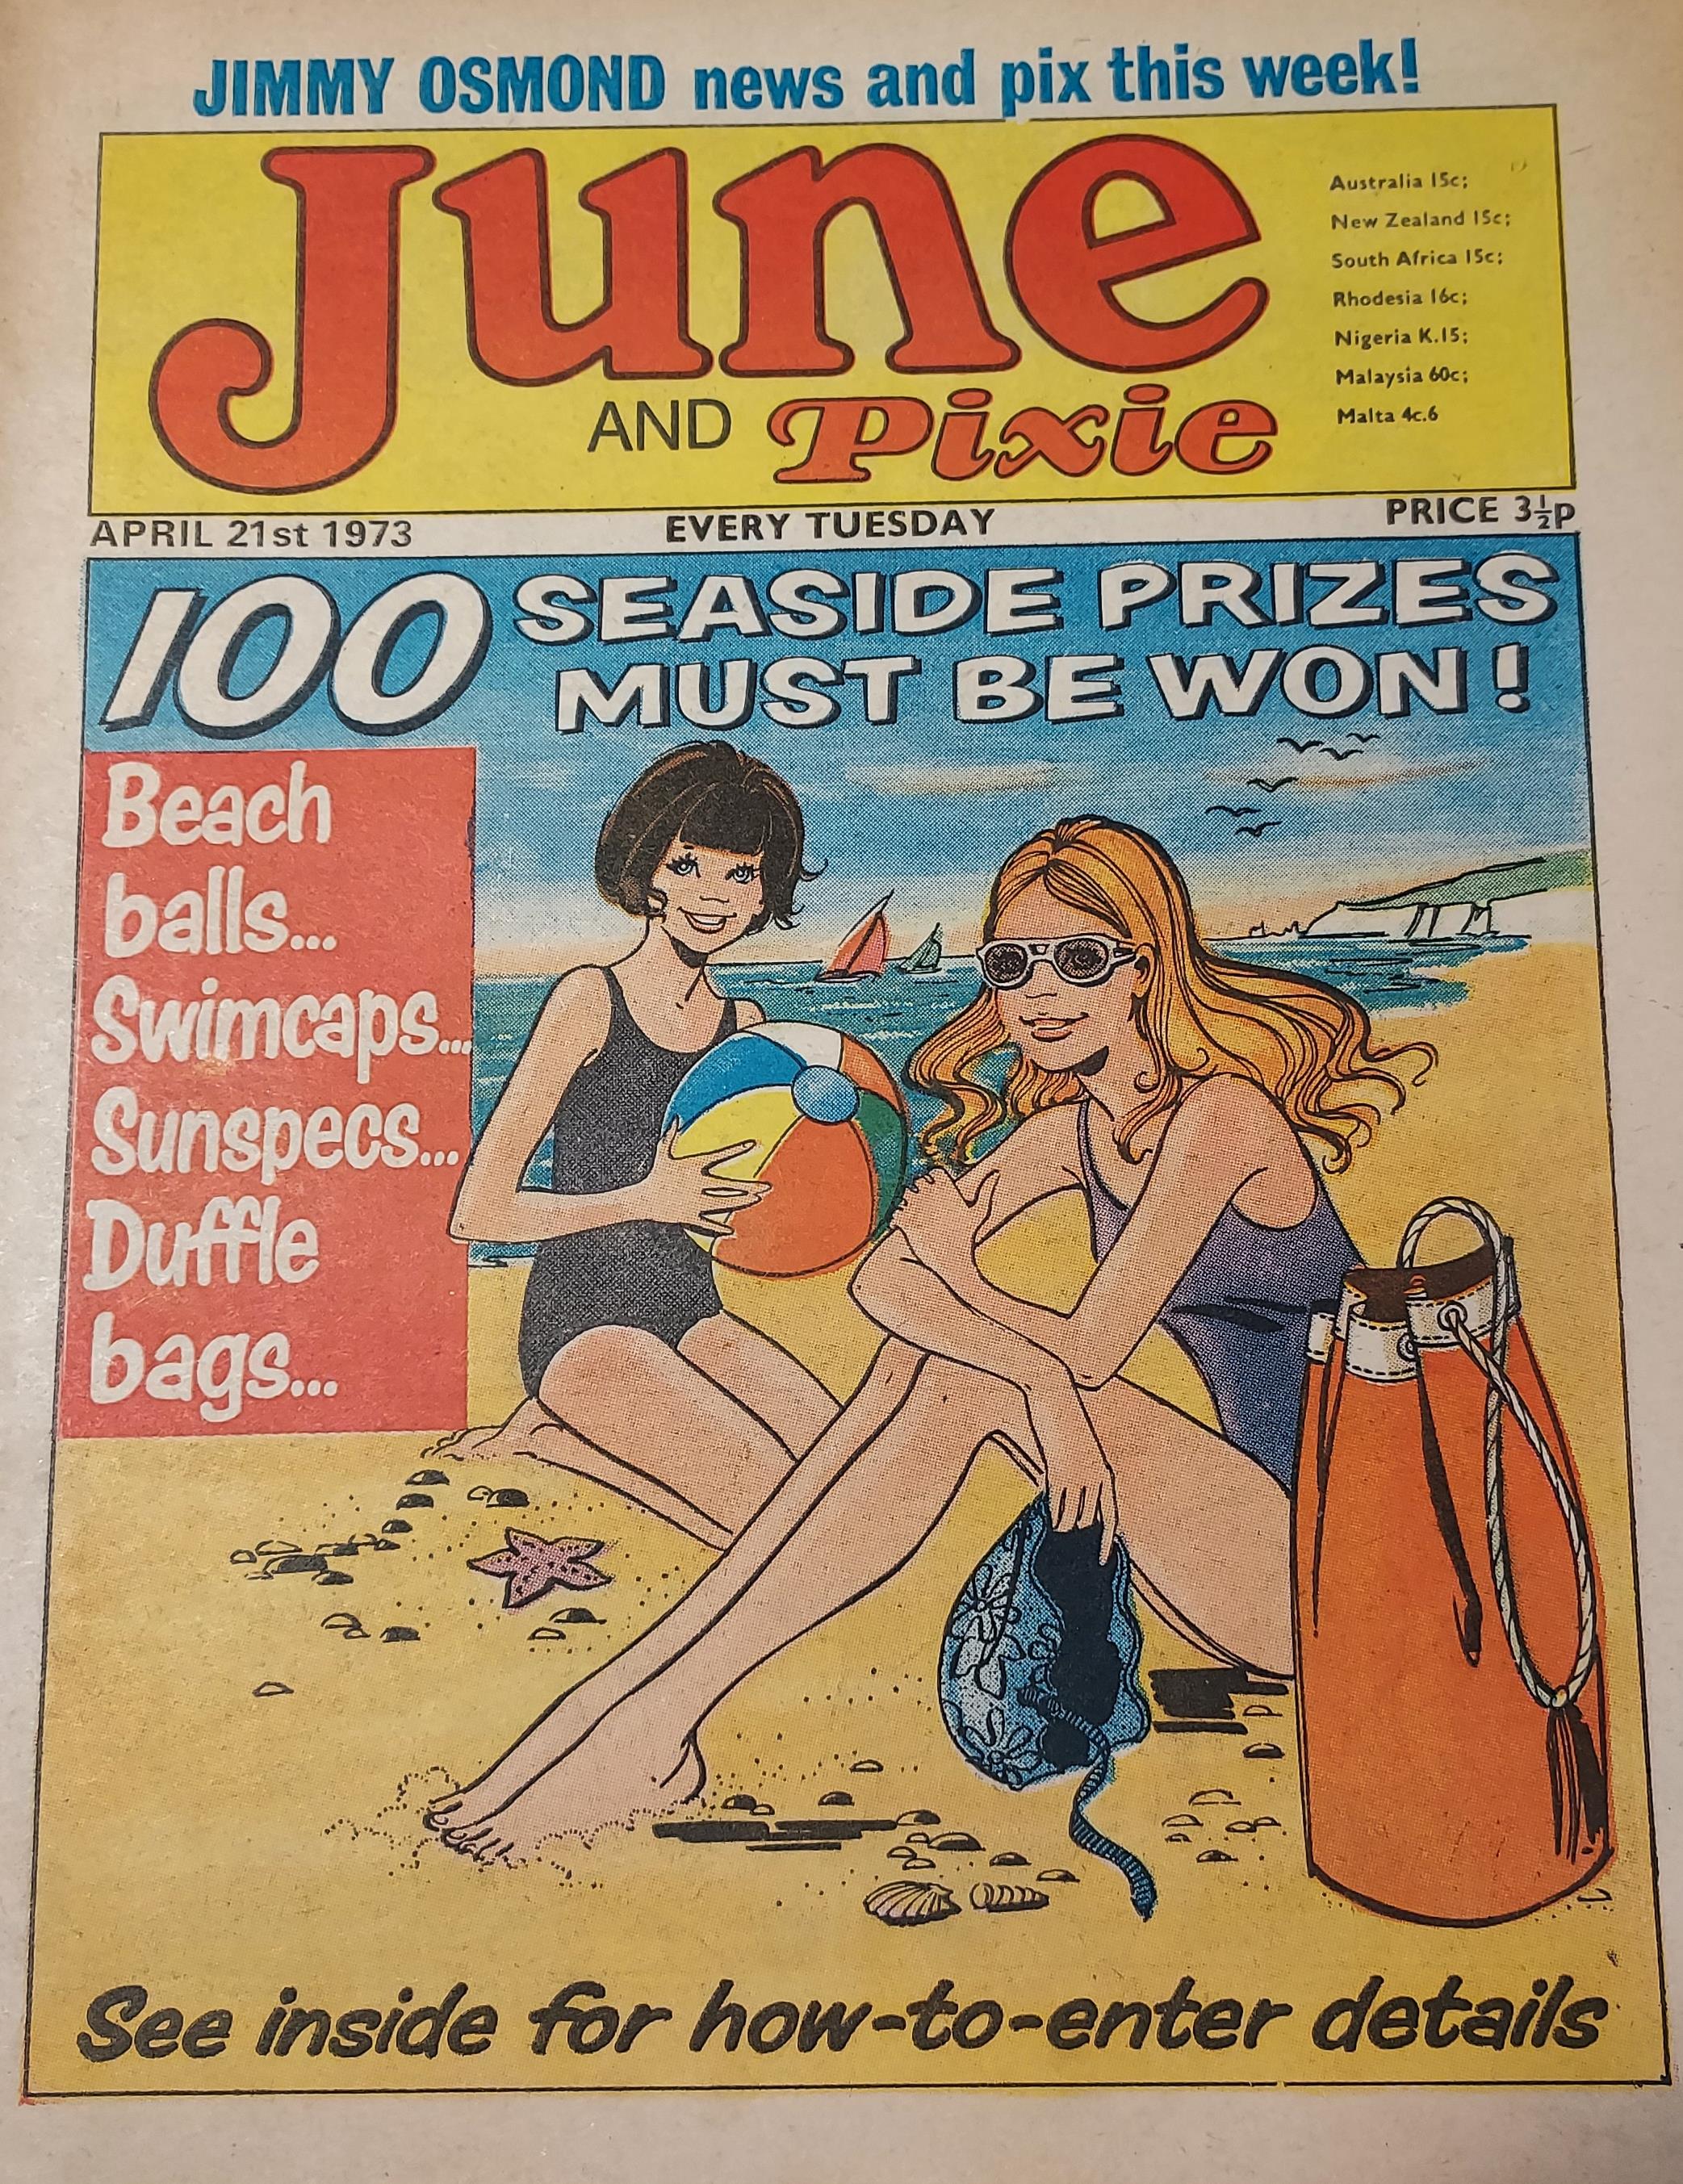 JIMMY OSMOND news and pix this week!
June
AND Pixie
Australia 15c;
New Zealand 15c;
South Africa 15c;
Rhodesia 16c;
Nigeria K.15;
Malaysia 60c;
Malta 4c.6
APRIL 21st 1973 EVERY TUESDAY PRICE 3½p
100 SEASIDE PRIZES
MUST BE WON!
Beach
balls...
Swimcaps...
Sunspecs...
Duffle
bags...
See inside for how-to-enter details